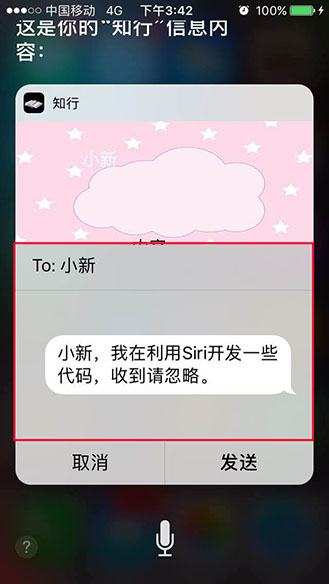 中国移动 4G 下午3:42 100%
这是你的“知行”信息内
容：
知行
小新
To: 小新
小新，我在利用Siri开发一些
代码，收到请忽略。
取消 发送
?